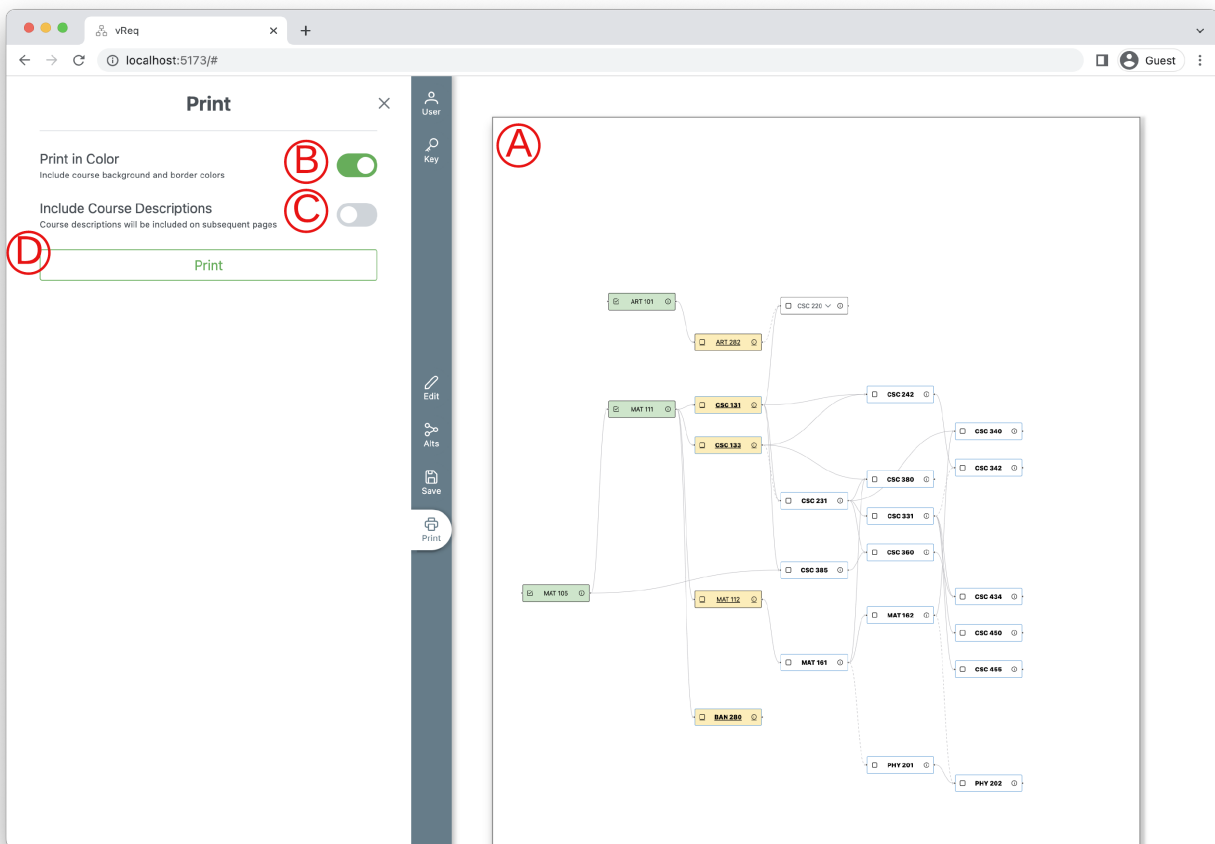 vReq
localhost:5173/#
Guest
Print
Print in Color
Include course background and border colors
Include Course Descriptions
Course descriptions will be included on subsequent pages
Print
A
B
C
D
User
Key
Edit
Alts
Save
Print
ART 101
CSC 220
ART 282
MAT 111
CSC 131
CSC 242
CSC 133
CSC 340
CSC 342
CSC 380
CSC 231
CSC 331
CSC 360
CSC 385
MAT 105
MAT 112
CSC 434
MAT 162
CSC 450
MAT 161
CSC 455
BAN 280
PHY 201
PHY 202